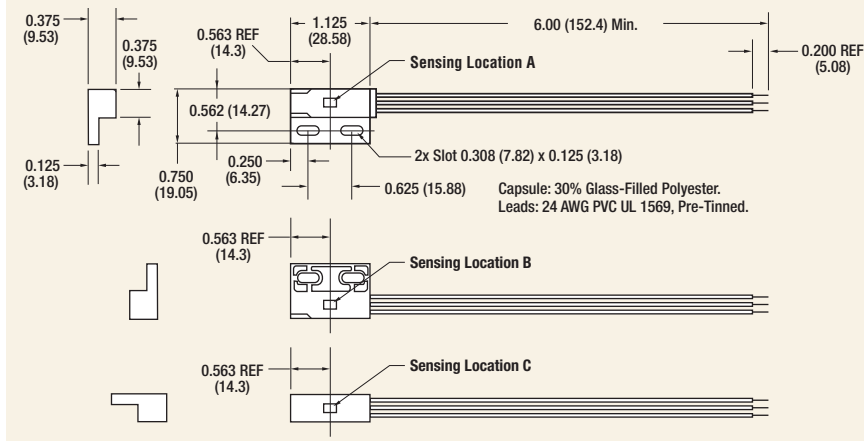 0.375
(9.53)
0.375
(9.53)
0.563 REF
(14.3)
1.125
(28.58)
6.00 (152.4) Min.
0.200 REF
(5.08)
Sensing Location A
0.562 (14.27)
0.125
(3.18)
0.750
(19.05)
0.250
(6.35)
2x Slot 0.308 (7.82) x 0.125 (3.18)
0.625 (15.88)
Capsule: 30% Glass-Filled Polyester.
Leads: 24 AWG PVC UL 1569, Pre-Tinned.
0.563 REF
(14.3)
Sensing Location B
0.563 REF
(14.3)
Sensing Location C